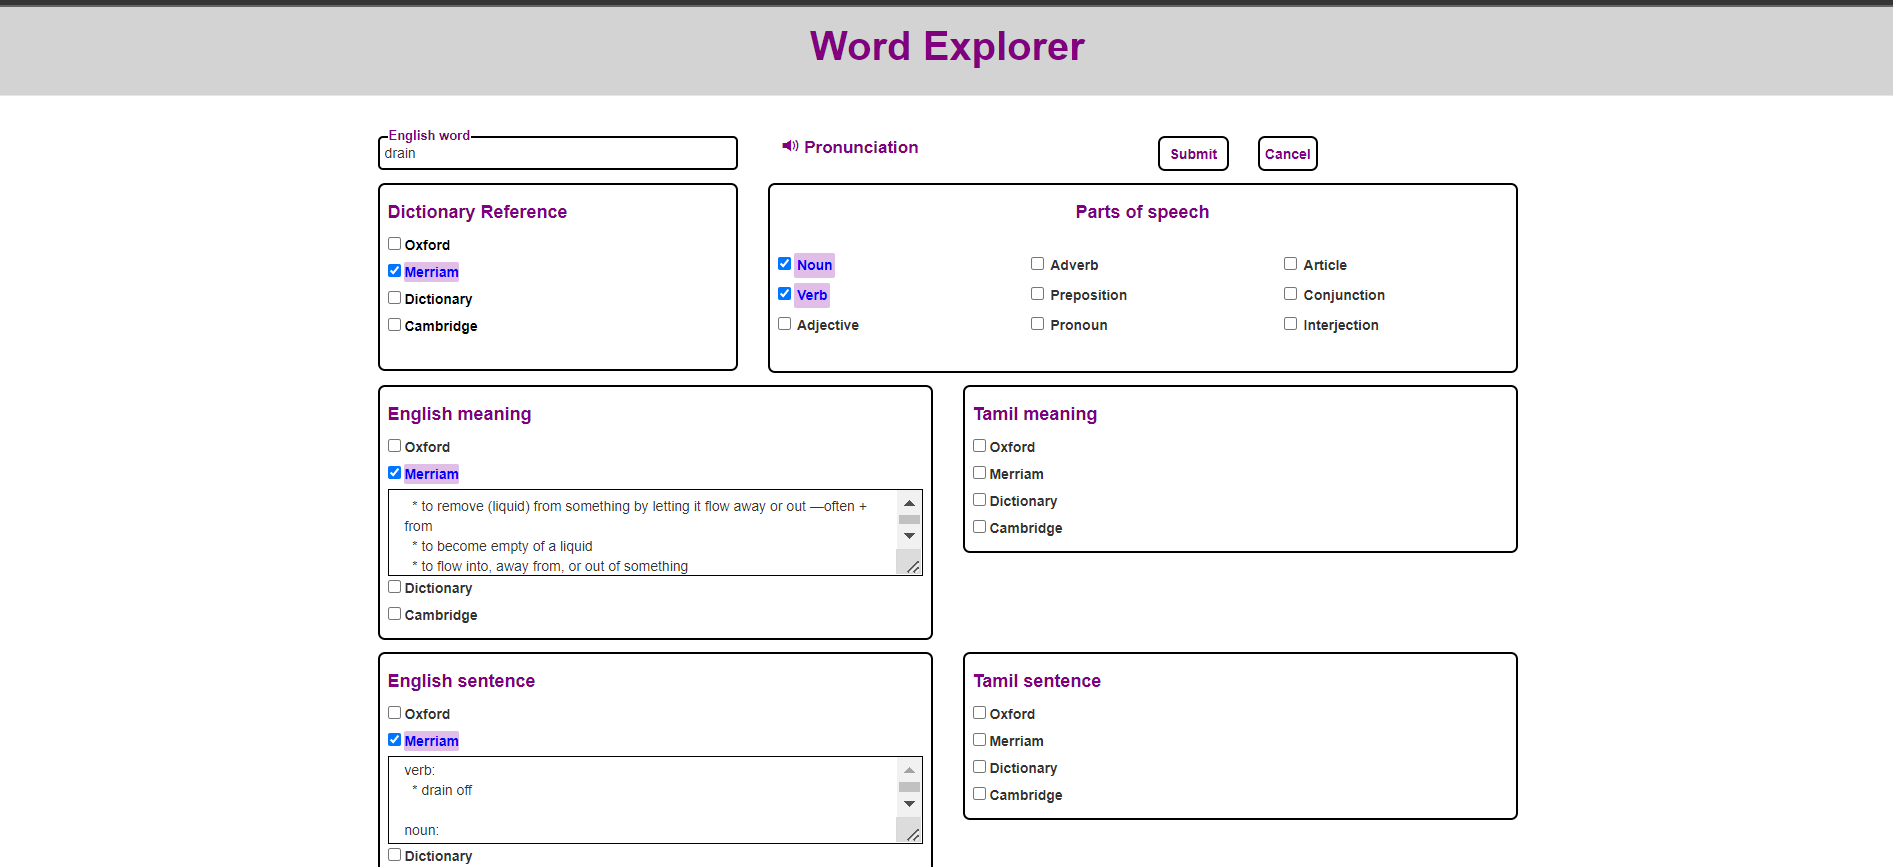 Word Explorer
English word
drain
Pronunciation
Submit
Cancel
Dictionary Reference
Oxford
Merriam
Dictionary
Cambridge
Parts of speech
Noun
Adverb
Article
Verb
Preposition
Conjunction
Adjective
Pronoun
Interjection
English meaning
Oxford
Merriam
* to remove (liquid) from something by letting it flow away or out —often +
from
* to become empty of a liquid
* to flow into, away from, or out of something
Dictionary
Cambridge
Tamil meaning
Oxford
Merriam
Dictionary
Cambridge
English sentence
Oxford
Merriam
verb:
* drain off
noun:
Dictionary
Tamil sentence
Oxford
Merriam
Dictionary
Cambridge